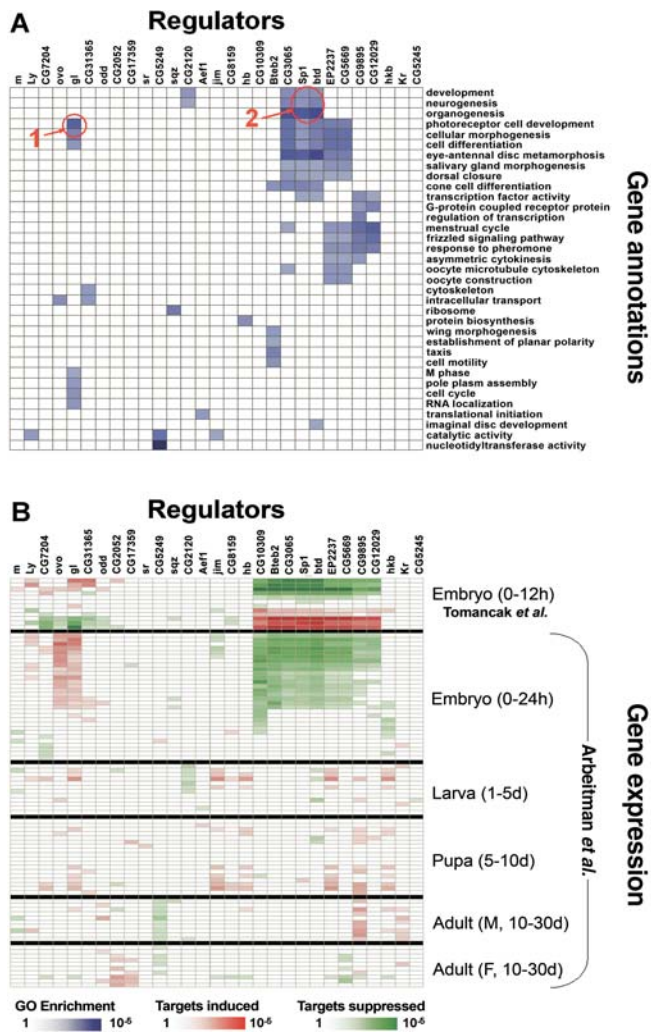 A
Regulators
m
Ly
CG7204
ovo
gl
CG31365
odd
CG2052
CG17359
sr
CG5249
sqz
CG2120
Aef1
jim
CG8159
hb
CG10309
CG3065
Sp1
btd
EP2237
CG5669
CG9895
CG12029
hkb
Kr
CG5245
1
2
development
neurogenesis
organogenesis
photoreceptor cell development
cellular morphogenesis
cell differentiation
eye-antennal disc metamorphosis
salivary gland morphogenesis
dorsal closure
cone cell differentiation
transcription factor activity
G-protein coupled receptor protein
regulation of transcription
menstrual cycle
frizzled signaling pathway
response to pheromone
asymmetric cytokinesis
oocyte microtubule cytoskeleton
oocyte construction
cytoskeleton
intracellular transport
ribosome
protein biosynthesis
wing morphogenesis
establishment of planar polarity
taxis
cell motility
M phase
pole plasm assembly
cell cycle
RNA localization
translational initiation
imaginal disc development
catalytic activity
nucleotidyltransferase activity
Bteb2
Gene annotations
B
Regulators
m
Ly
CG7204
ovo
gl
CG31365
odd
CG2052
CG17359
sr
CG5249
sqz
CG2120
Aef1
jim
CG8159
hb
CG10309
Bteb2
CG3065
Sp1
btd
EP2237
CG5669
CG9895
CG12029
hkb
Kr
CG5245
Embryo (0-12h)
Tomancak et al.
Embryo (0-24h)
Larva (1-5d)
Pupa (5-10d)
Adult (M, 10-30d)
Adult (F, 10-30d)
Arbeitman et al.
Gene expression
GO Enrichment
1 10-5
Targets induced
1 10-5
Targets suppressed
1 10-5